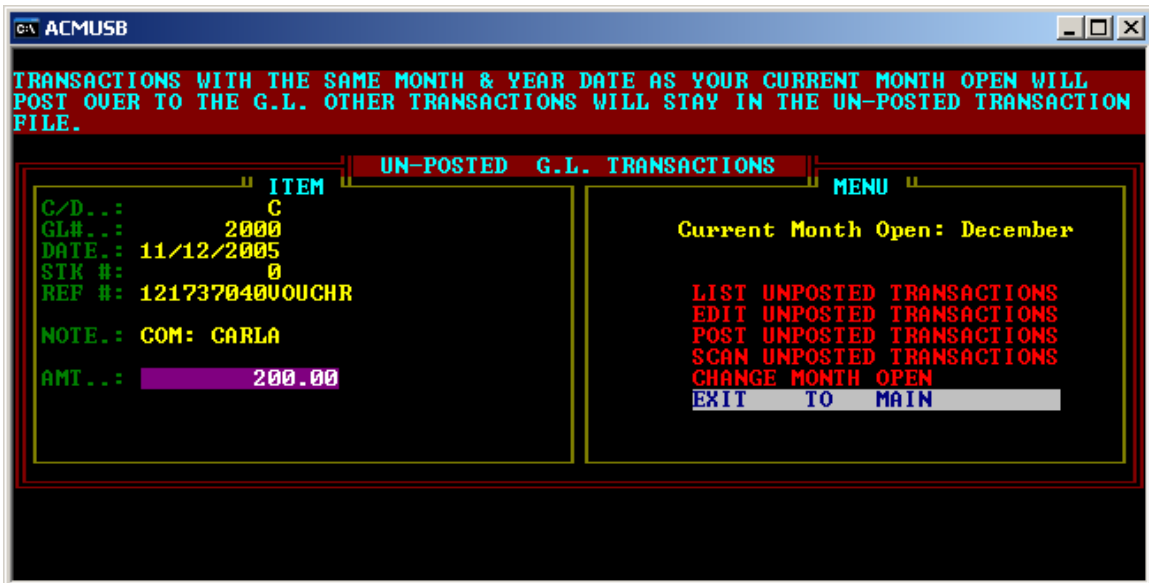 ACMUSB
TRANSACTIONS WITH THE SAME MONTH & YEAR DATE AS YOUR CURRENT MONTH OPEN WILL
POST OVER TO THE G.L. OTHER TRANSACTIONS WILL STAY IN THE UN-POSTED TRANSACTION
FILE.
UN-POSTED G.L. TRANSACTIONS
ITEM
C/D..: C
GL#..: 2000
DATE.: 11/12/2005
STK #: 0
REF #: 121737040VOUCHR
NOTE.: COM: CARLA
AMT..: 200.00
MENU
Current Month Open: December
LIST UNPOSTED TRANSACTIONS
EDIT UNPOSTED TRANSACTIONS
POST UNPOSTED TRANSACTIONS
SCAN UNPOSTED TRANSACTIONS
CHANGE MONTH OPEN
EXIT TO MAIN